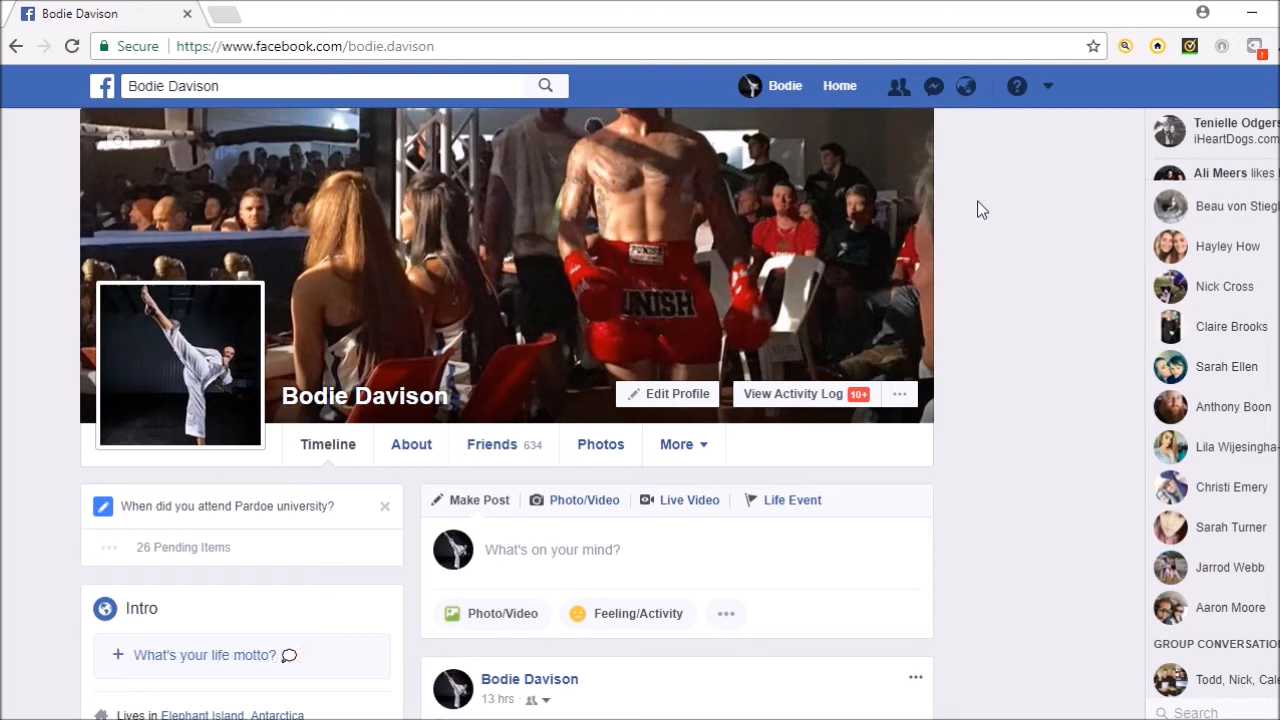 Bodie Davison
Secure https://www.facebook.com/bodie.davison
Bodie Davison
Bodie Home
PUNISH
UNISH
Bodie Davison
Edit Profile View Activity Log 10+
Timeline About Friends 634 Photos More
When did you attend Pardoe university?
26 Pending Items
Intro
What's your life motto?
Lives in Elephant Island, Antarctica
Make Post Photo/Video Live Video Life Event
What's on your mind?
Photo/Video Feeling/Activity
Bodie Davison
13 hrs
Tenielle Odgers
iHeartDogs.com
Ali Meers likes
Beau von Stiegl
Hayley How
Nick Cross
Claire Brooks
Sarah Ellen
Anthony Boon
Lila Wijesingha-
Christi Emery
Sarah Turner
Jarrod Webb
Aaron Moore
GROUP CONVERSATIO
Todd, Nick, Cale
Search